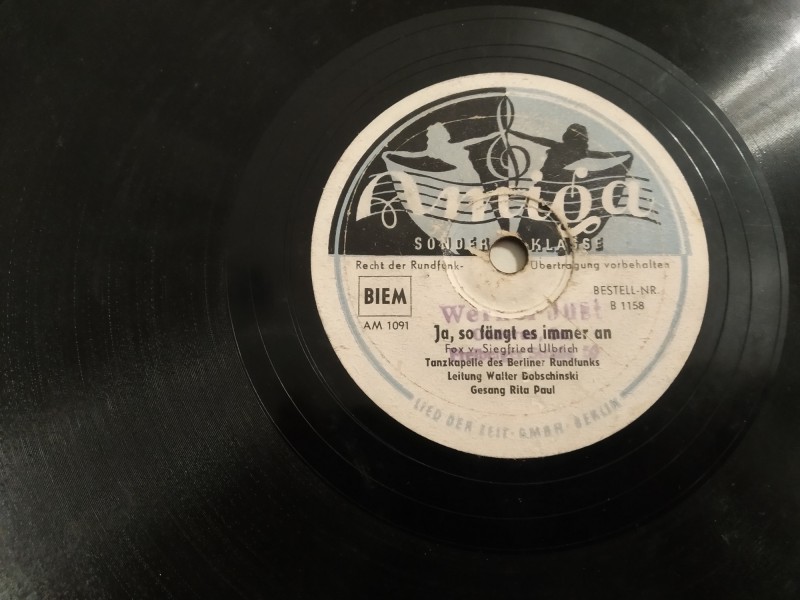 Amiga
SONDER KLASSE
Recht der Rundfunk- Übertragung vorbehalten
BIEM
BESTELL-NR.
B 1158
AM 1091
Ja, so fängt es immer an
Fox v. Siegfried Ulbrich
Tanzkapelle des Berliner Rundfunks
Leitung Walter Dobschinski
Gesang Rita Paul
LIED DER ZEIT · GMBH · BERLIN